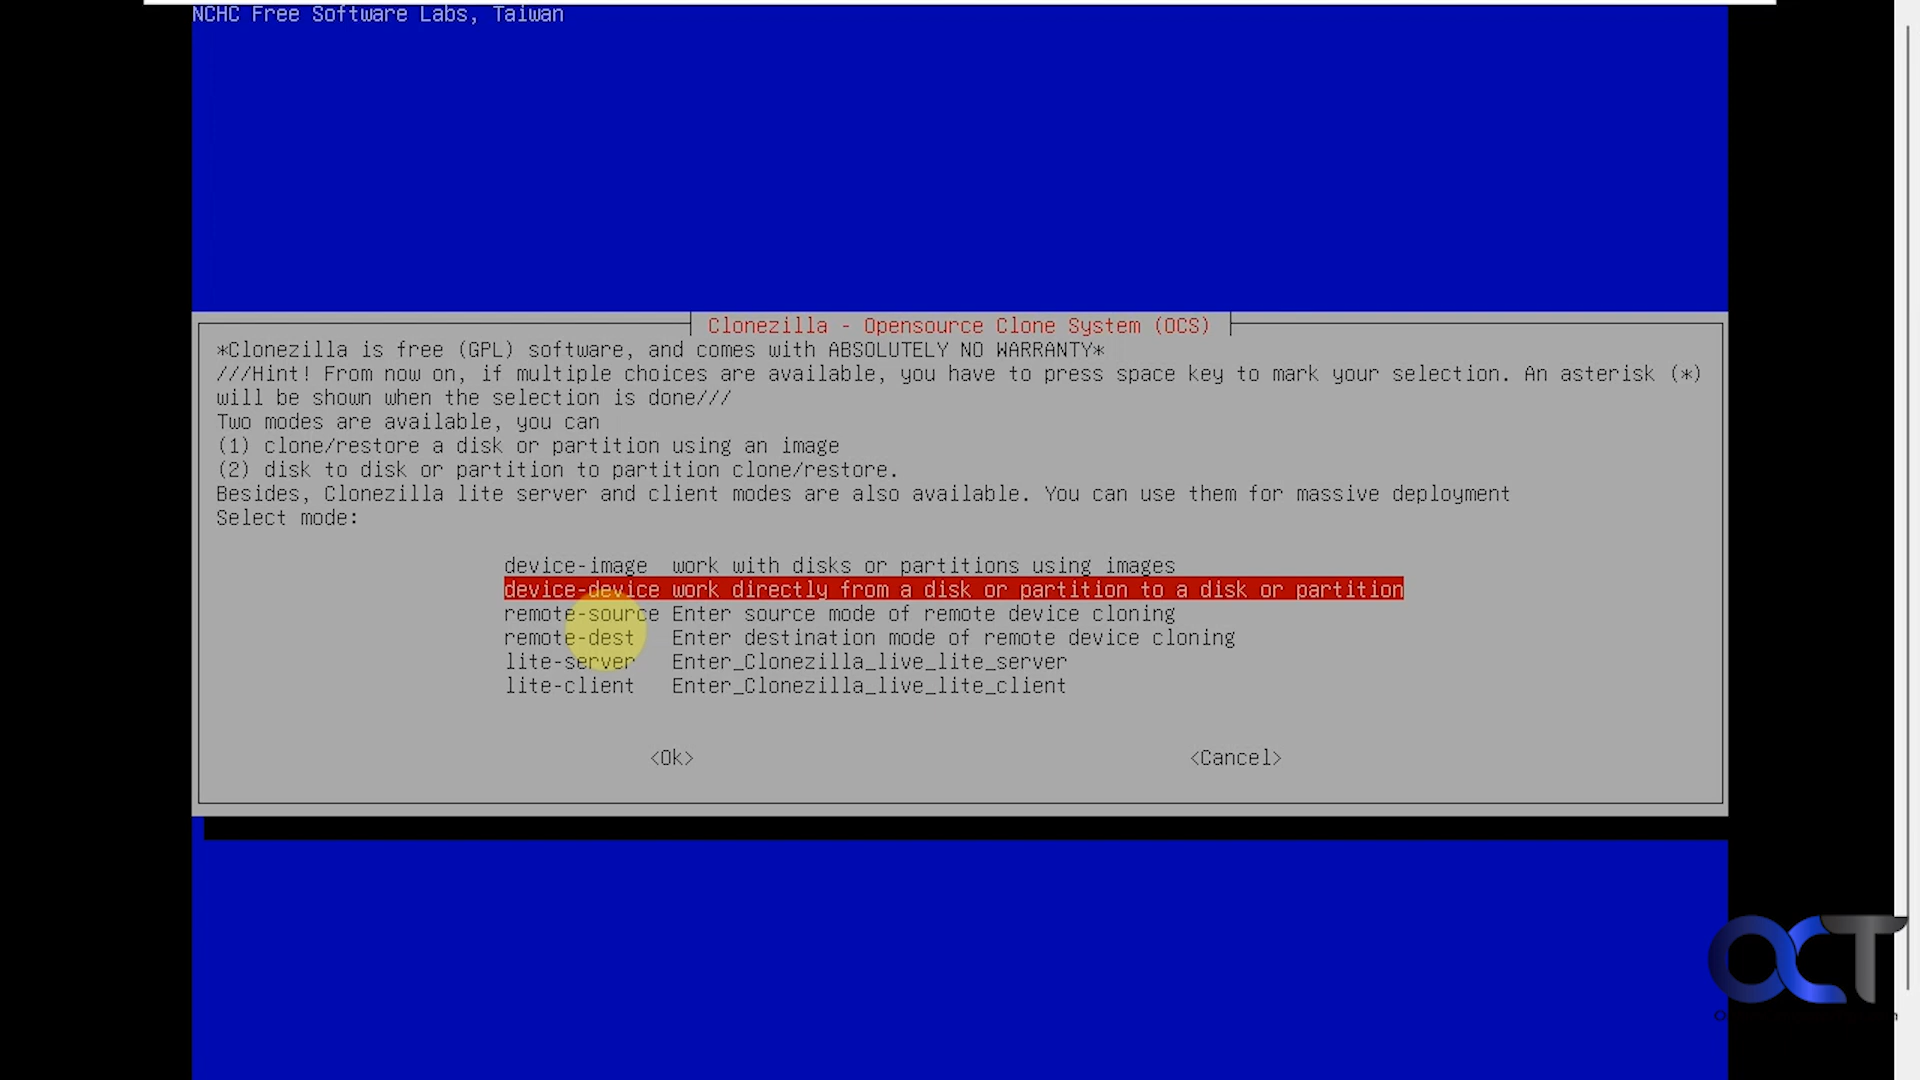 NCHC Free Software Labs, Taiwan
Clonezilla - Opensource Clone System (OCS)
*Clonezilla is free (GPL) software, and comes with ABSOLUTELY NO WARRANTY*
///Hint! From now on, if multiple choices are available, you have to press space key to mark your selection. An asterisk (*)
will be shown when the selection is done///
Two modes are available, you can
(1) clone/restore a disk or partition using an image
(2) disk to disk or partition to partition clone/restore.
Besides, Clonezilla lite server and client modes are also available. You can use them for massive deployment
Select mode:
device-image work with disks or partitions using images
device-device work directly from a disk or partition to a disk or partition
remote-source Enter source mode of remote device cloning
remote-dest Enter destination mode of remote device cloning
lite-server Enter_Clonezilla_live_lite_server
lite-client Enter_Clonezilla_live_lite_client
<Ok> <Cancel>
OCT